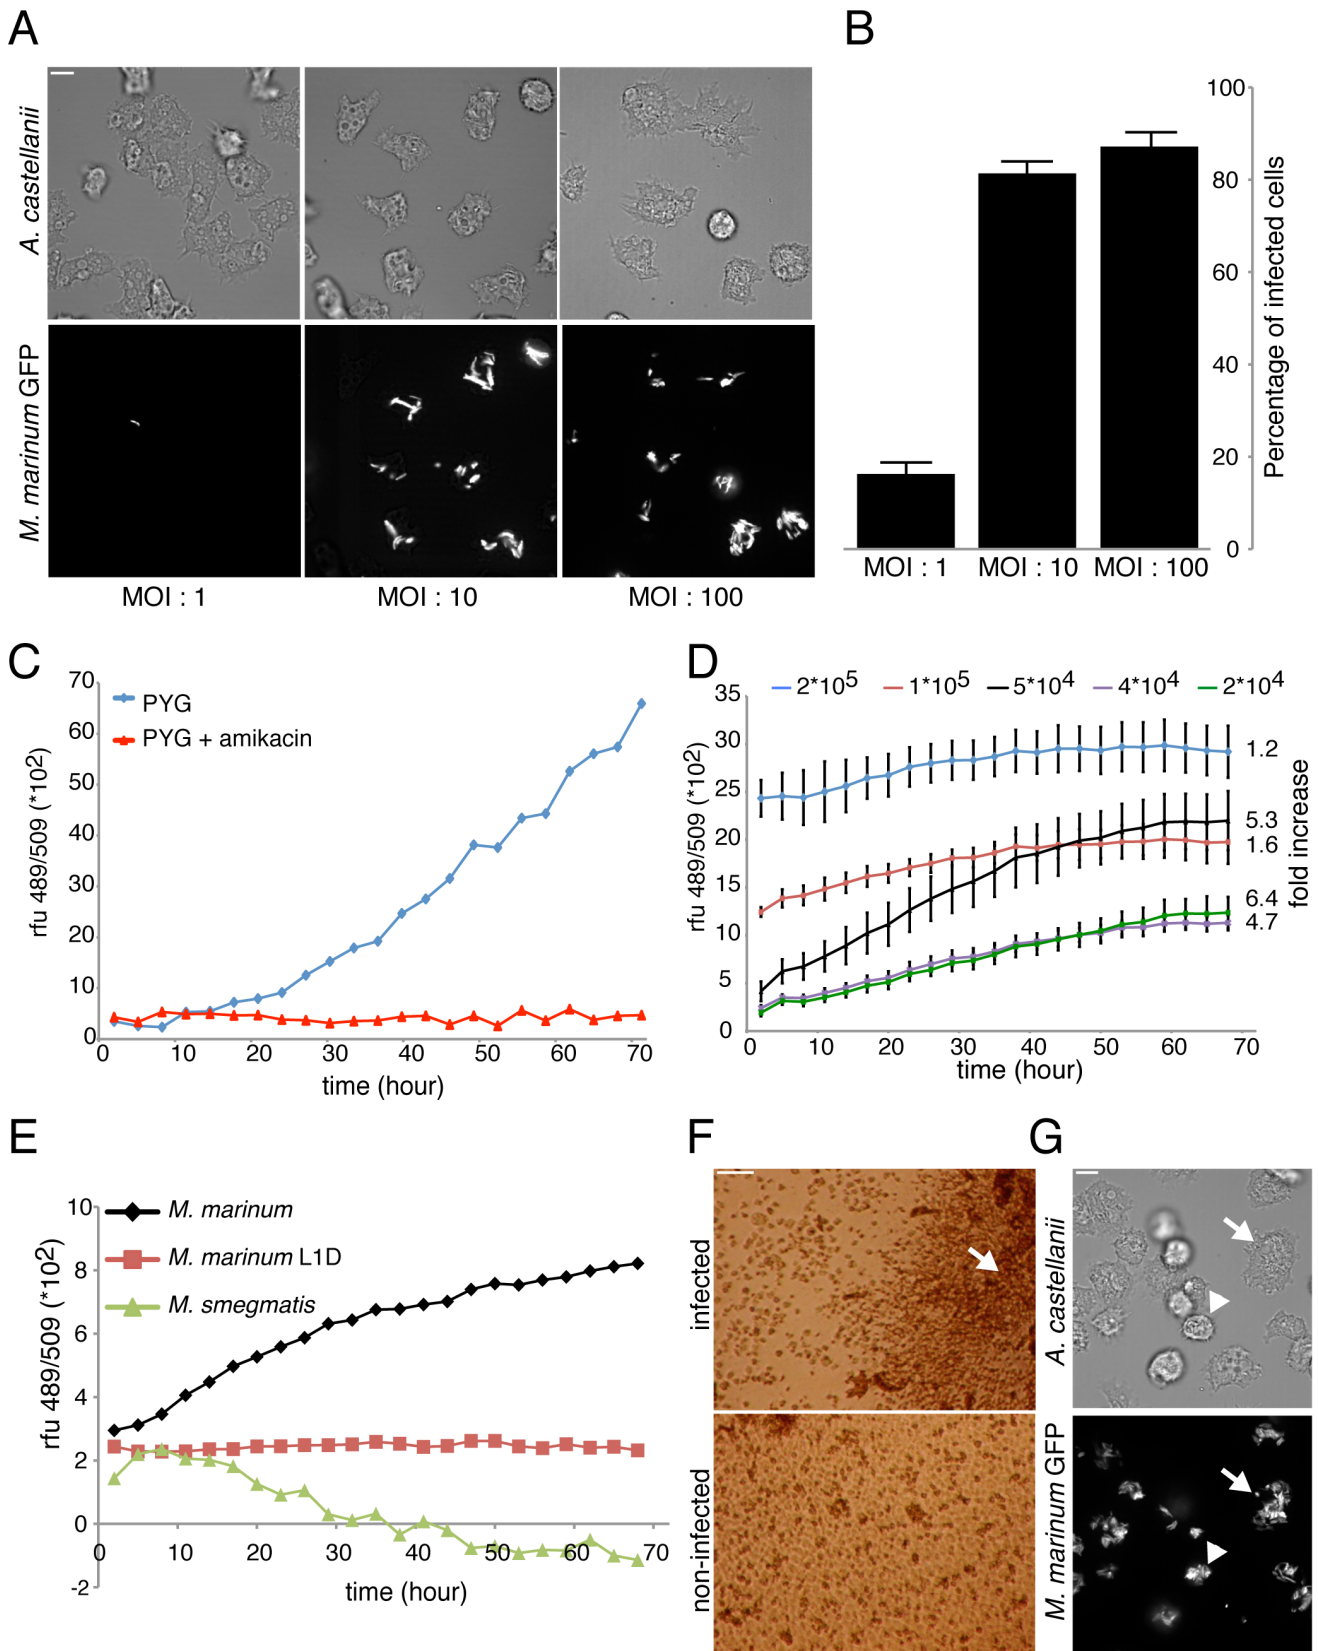 A
A. castellanii
M. marinum GFP
MOI : 1
MOI : 10
MOI : 100
B
100
80
60
40
20
0
Percentage of infected cells
MOI : 1
MOI : 10
MOI : 100
C
70
60
50
40
30
20
10
0
rfu 489/509 (*10²)
PYG
PYG + amikacin
0 10 20 30 40 50 60 70
time (hour)
D
2*10⁵ 1*10⁵ 5*10⁴ 4*10⁴ 2*10⁴
35
30
25
20
15
10
5
0
rfu 489/509 (*10²)
1.2
5.3
1.6
6.4
4.7
fold increase
0 10 20 30 40 50 60 70
time (hour)
E
10
8
6
4
2
0
-2
rfu 489/509 (*10²)
M. marinum
M. marinum L1D
M. smegmatis
0 10 20 30 40 50 60 70
time (hour)
F
infected
non-infected
G
A. castellanii
M. marinum GFP